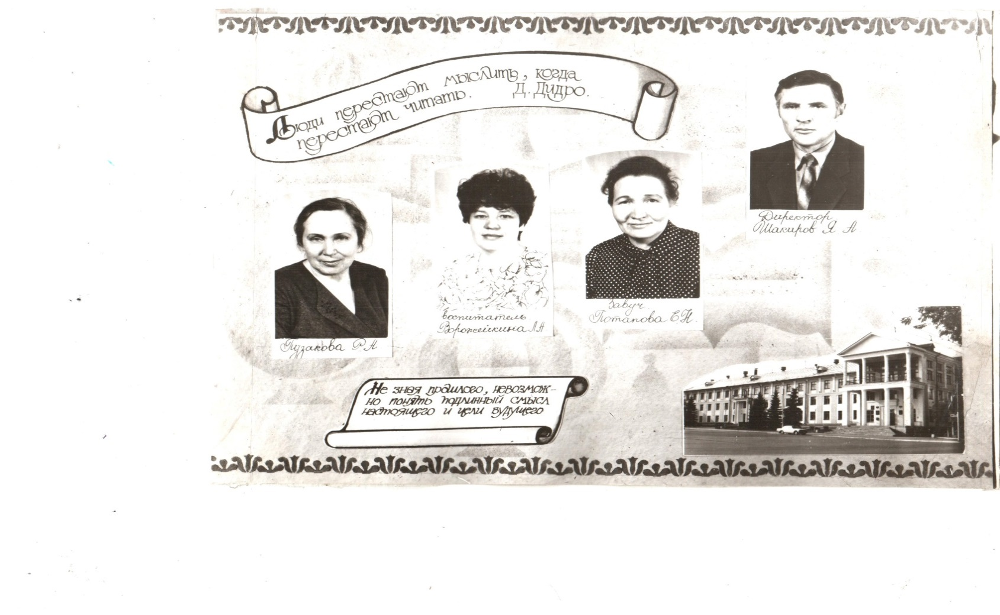 Люди перестают мыслить, когда
перестают читать. Д. Дидро.
Директор
Шакиров Я. А
Завуч
Потапова Е.Н.
воспитатель
Ворожейкина Л А
Пузакова Р. А
Не зная прошлого, невозмож-
но понять подлинный смысл
настоящего и цели будущего